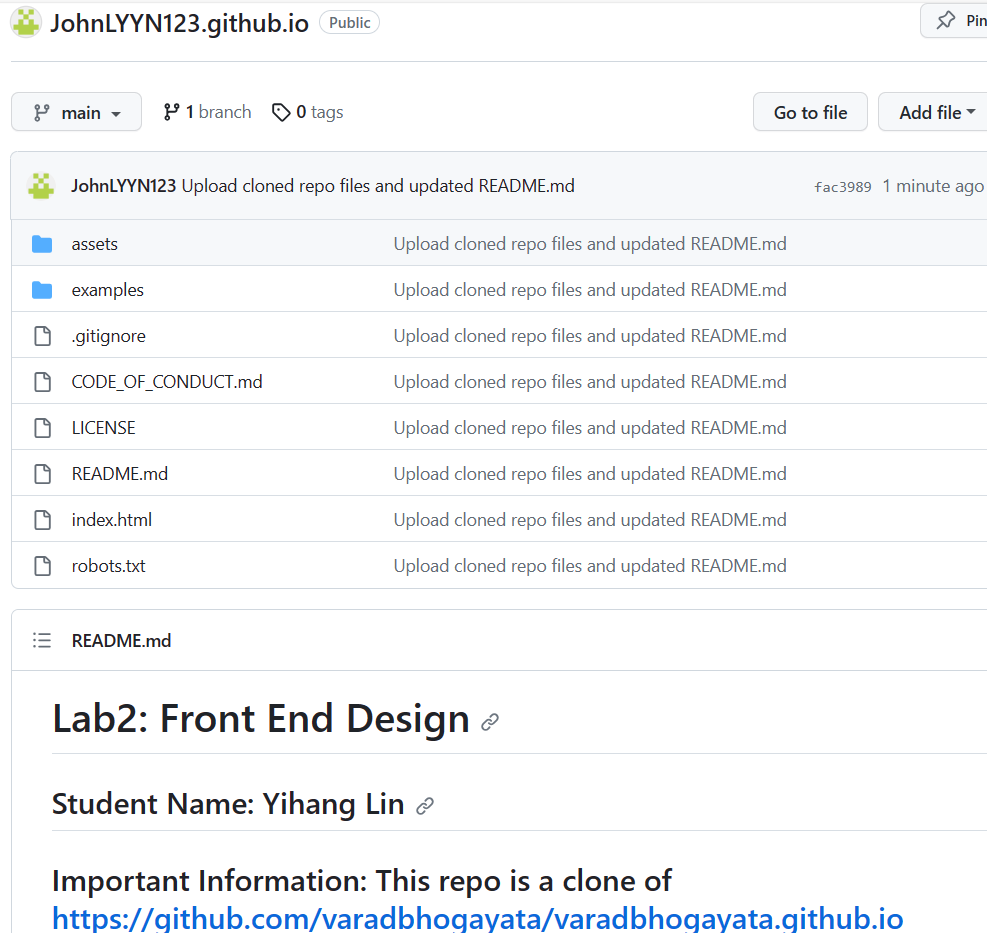 JohnLYYN123.github.io Public Pin
main 1 branch 0 tags Go to file Add file
JohnLYYN123 Upload cloned repo files and updated README.md fac3989 1 minute ago
assets Upload cloned repo files and updated README.md
examples Upload cloned repo files and updated README.md
.gitignore Upload cloned repo files and updated README.md
CODE_OF_CONDUCT.md Upload cloned repo files and updated README.md
LICENSE Upload cloned repo files and updated README.md
README.md Upload cloned repo files and updated README.md
index.html Upload cloned repo files and updated README.md
robots.txt Upload cloned repo files and updated README.md
README.md
Lab2: Front End Design
Student Name: Yihang Lin
Important Information: This repo is a clone of
https://github.com/varadbhogayata/varadbhogayata.github.io